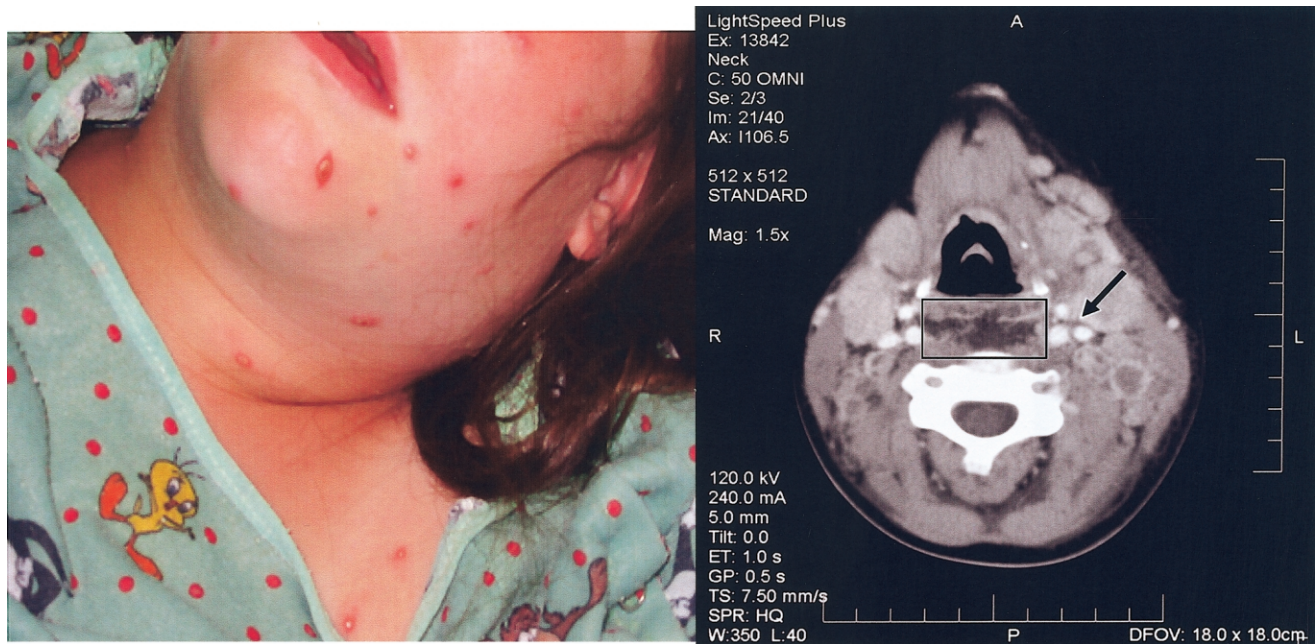 LightSpeed Plus
A
Ex: 13842
Neck
C: 50 OMNI
Se: 2/3
Im: 21/40
Ax: I106.5
512 x 512
STANDARD
Mag: 1.5x
R
L
120.0 kV
240.0 mA
5.0 mm
Tilt: 0.0
ET: 1.0 s
GP: 0.5 s
TS: 7.50 mm/s
SPR: HQ
W:350 L:40
P
DFOV: 18.0 x 18.0cm